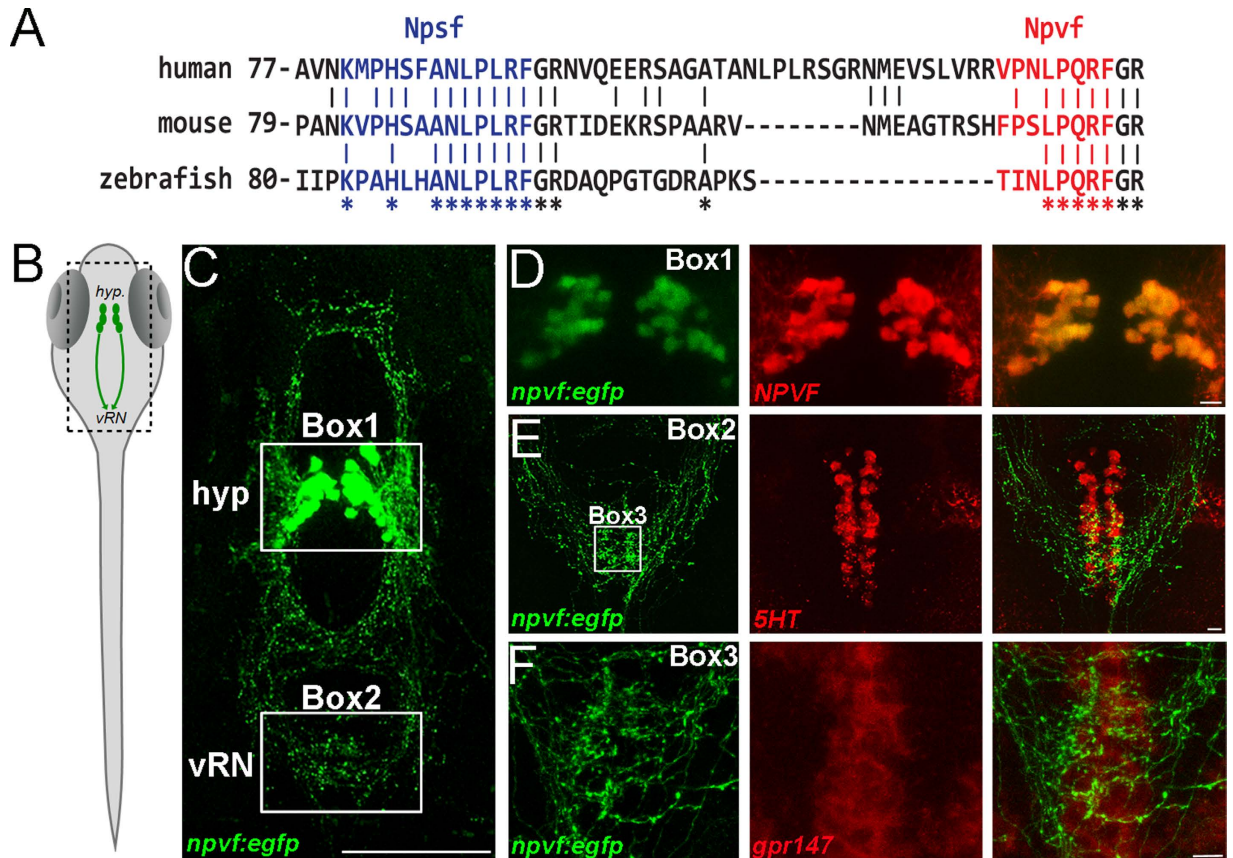 A
Npsf Npvf
human 77-AVNKMPHSFANLPLRFGRNVQEERSAGATANLPLRSGRNMEVSLVRRVPNLPQRFGR
mouse 79-PANKVPHSAANLPLRFGRTIDEKRSPAARV--------NMEAGTRSHFPSLPQRFGR
zebrafish 80-IIPKPAHLHANLPLRFGRDAQPGTGDRAPKS----------------TINLPQRFGR
* * ********* * *******
B
hyp.
vRN
C
Box1
hyp
Box2
vRN
npvf:egfp
D
Box1
npvf:egfp
NPVF
E
Box2
Box3
npvf:egfp
5HT
F
Box3
npvf:egfp
gpr147